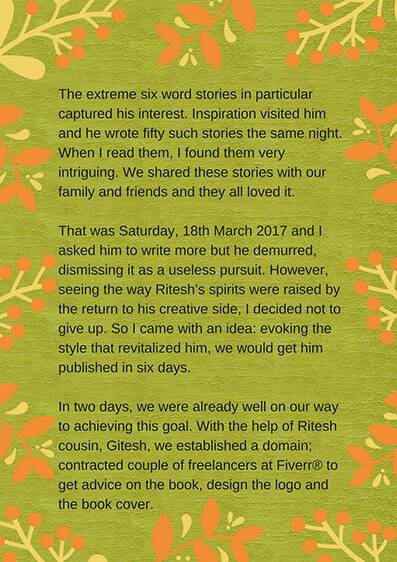 The extreme six word stories in particular
captured his interest. Inspiration visited him
and he wrote fifty such stories the same night.
When I read them, I found them very
intriguing. We shared these stories with our
family and friends and they all loved it.
That was Saturday, 18th March 2017 and I
asked him to write more but he demurred,
dismissing it as a useless pursuit. However,
seeing the way Ritesh's spirits were raised by
the return to his creative side, I decided not to
give up. So I came with an idea: evoking the
style that revitalized him, we would get him
published in six days.
In two days, we were already well on our way
to achieving this goal. With the help of Ritesh
cousin, Gitesh, we established a domain;
contracted couple of freelancers at Fiverr® to
get advice on the book, design the logo and
the book cover.